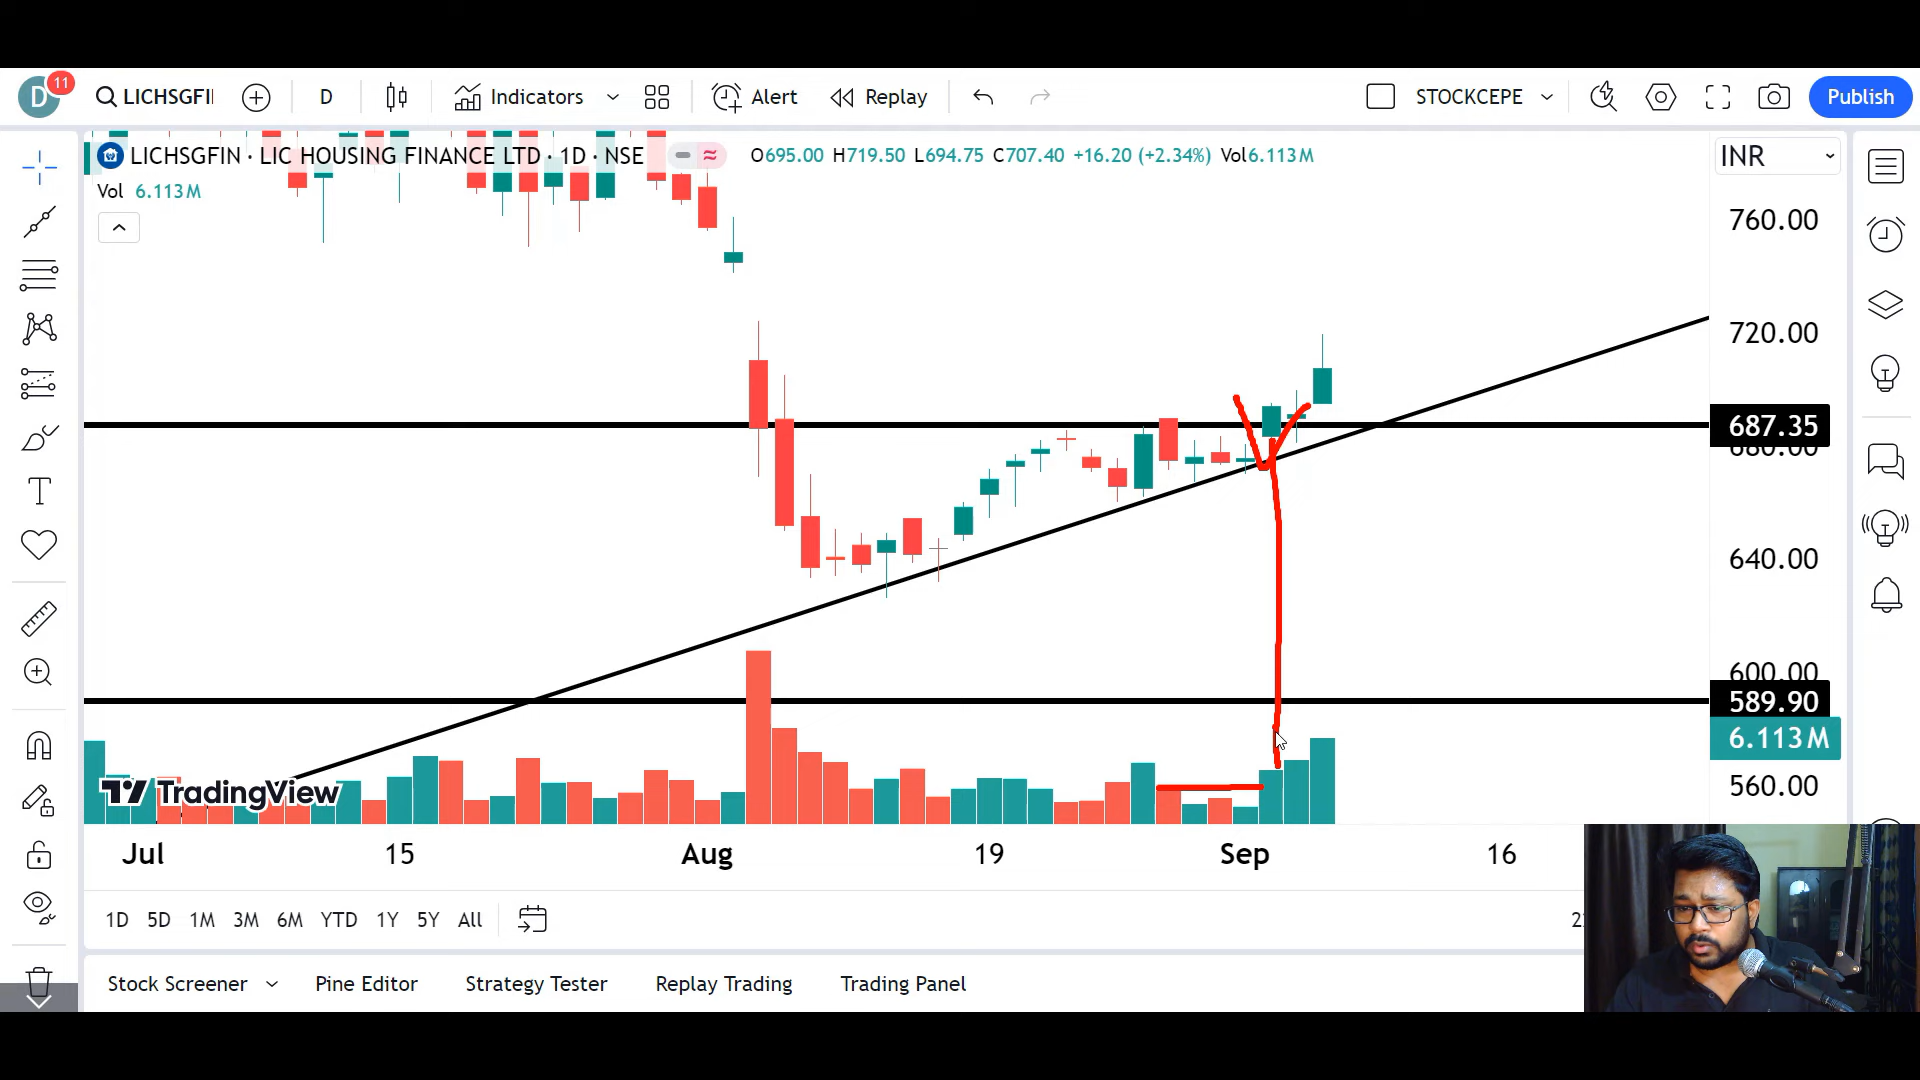 D
11
LICHSGFI
D
Indicators
Alert
Replay
STOCKCEPE
Publish
LICHSGFIN · LIC HOUSING FINANCE LTD · 1D · NSE
O695.00 H719.50 L694.75 C707.40 +16.20 (+2.34%) Vol6.113M
INR
Vol 6.113M
760.00
720.00
687.35
680.00
640.00
600.00
589.90
6.113M
560.00
TradingView
Jul
15
Aug
19
Sep
16
1D 5D 1M 3M 6M YTD 1Y 5Y All
Stock Screener
Pine Editor
Strategy Tester
Replay Trading
Trading Panel